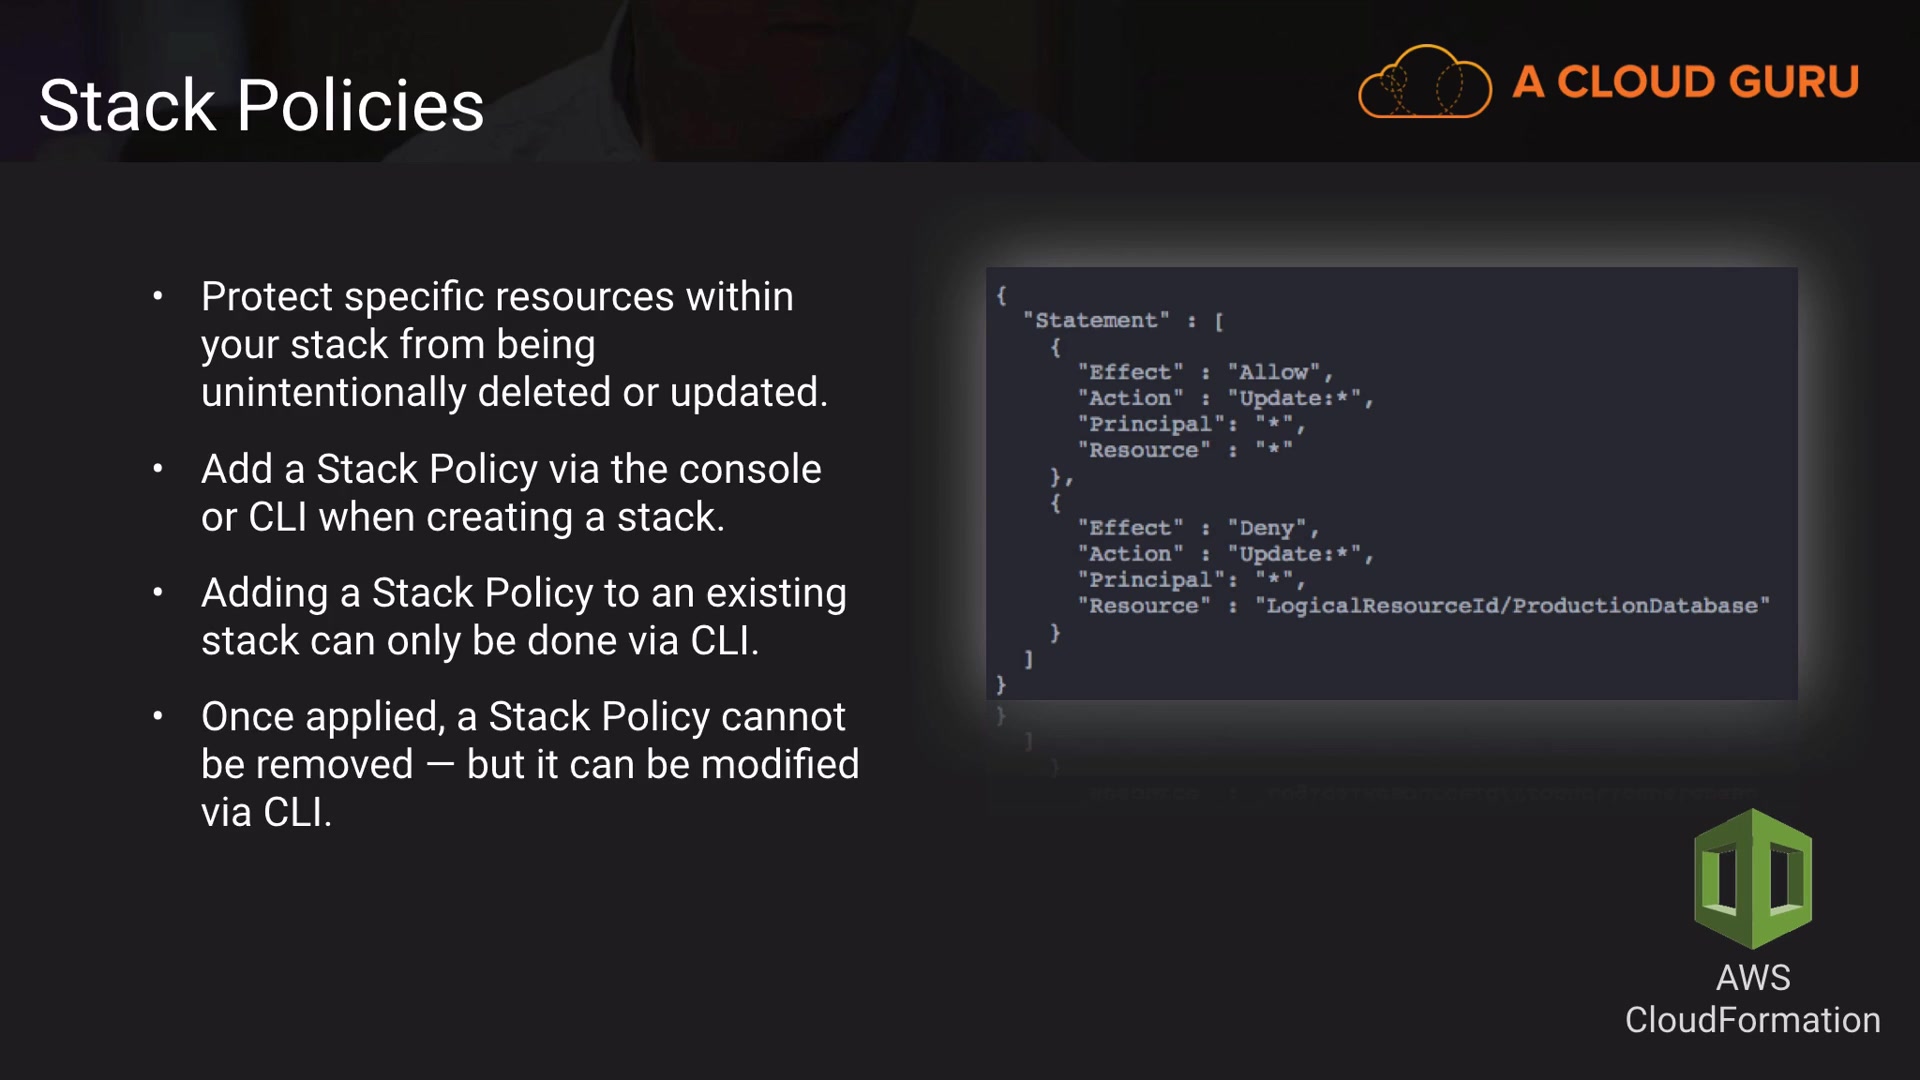 Stack Policies
A CLOUD GURU
• Protect specific resources within
your stack from being
unintentionally deleted or updated.
• Add a Stack Policy via the console
or CLI when creating a stack.
• Adding a Stack Policy to an existing
stack can only be done via CLI.
• Once applied, a Stack Policy cannot
be removed — but it can be modified
via CLI.
{
"Statement" : [
{
"Effect" : "Allow",
"Action" : "Update:*",
"Principal": "*",
"Resource" : "*"
},
{
"Effect" : "Deny",
"Action" : "Update:*",
"Principal": "*",
"Resource" : "LogicalResourceId/ProductionDatabase"
}
]
}
AWS
CloudFormation